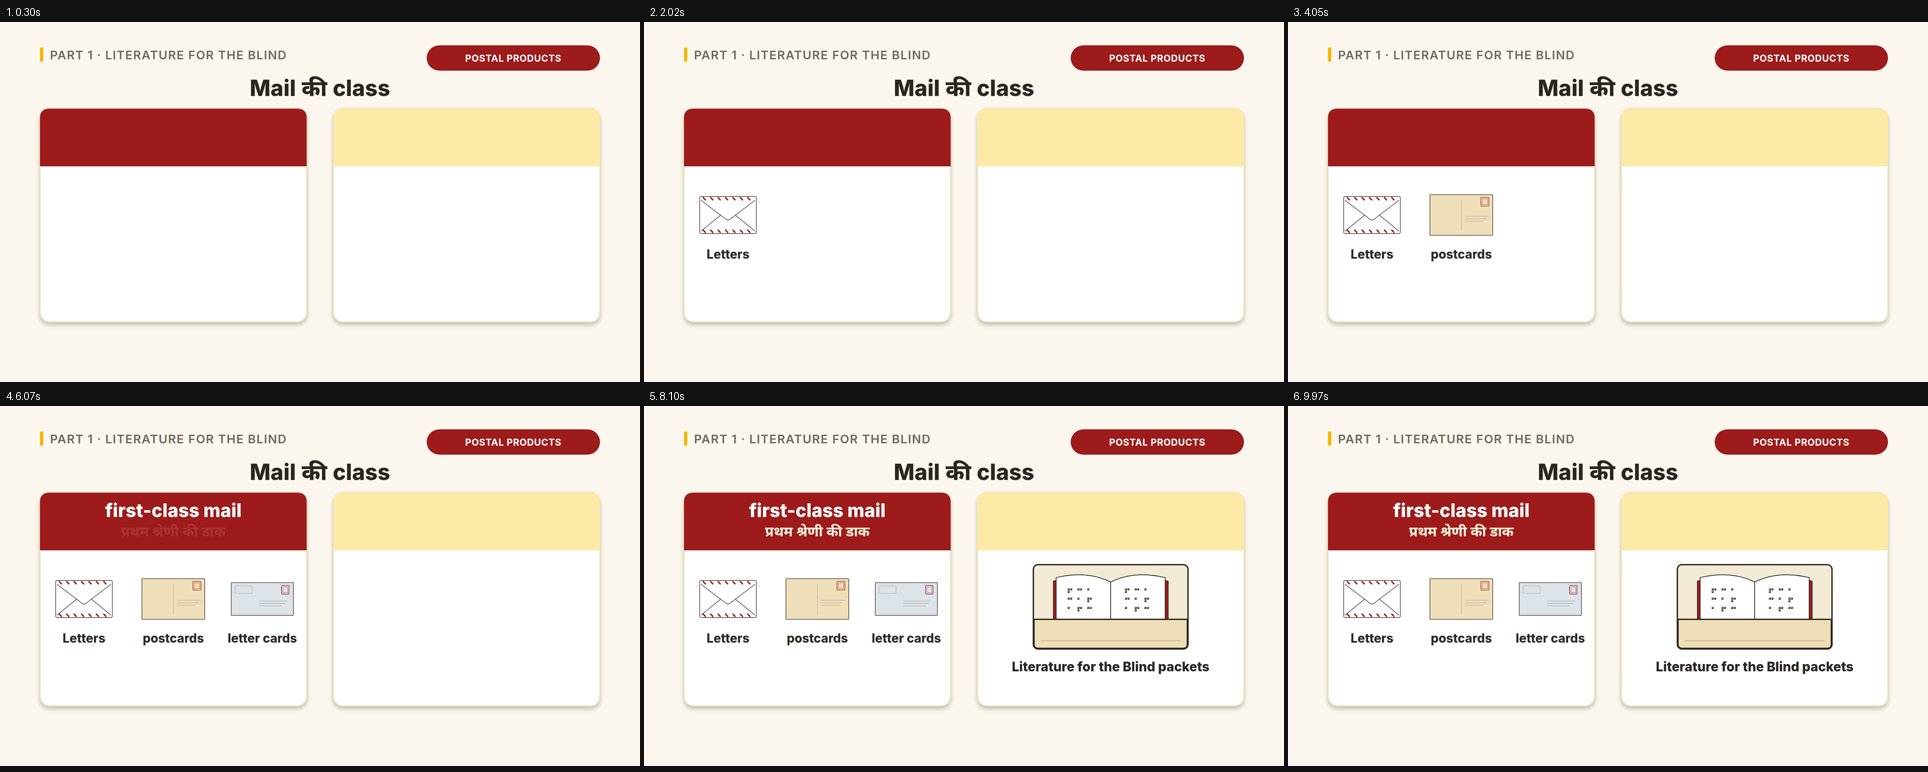 1. 0.30s
PART 1 · LITERATURE FOR THE BLIND
POSTAL PRODUCTS
Mail की class
2. 2.02s
PART 1 · LITERATURE FOR THE BLIND
POSTAL PRODUCTS
Mail की class
Letters
3. 4.05s
PART 1 · LITERATURE FOR THE BLIND
POSTAL PRODUCTS
Mail की class
Letters
postcards
4. 6.07s
PART 1 · LITERATURE FOR THE BLIND
POSTAL PRODUCTS
Mail की class
first-class mail
प्रथम श्रेणी की डाक
Letters
postcards
letter cards
5. 8.10s
PART 1 · LITERATURE FOR THE BLIND
POSTAL PRODUCTS
Mail की class
first-class mail
प्रथम श्रेणी की डाक
Letters
postcards
letter cards
Literature for the Blind packets
6. 9.97s
PART 1 · LITERATURE FOR THE BLIND
POSTAL PRODUCTS
Mail की class
first-class mail
प्रथम श्रेणी की डाक
Letters
postcards
letter cards
Literature for the Blind packets